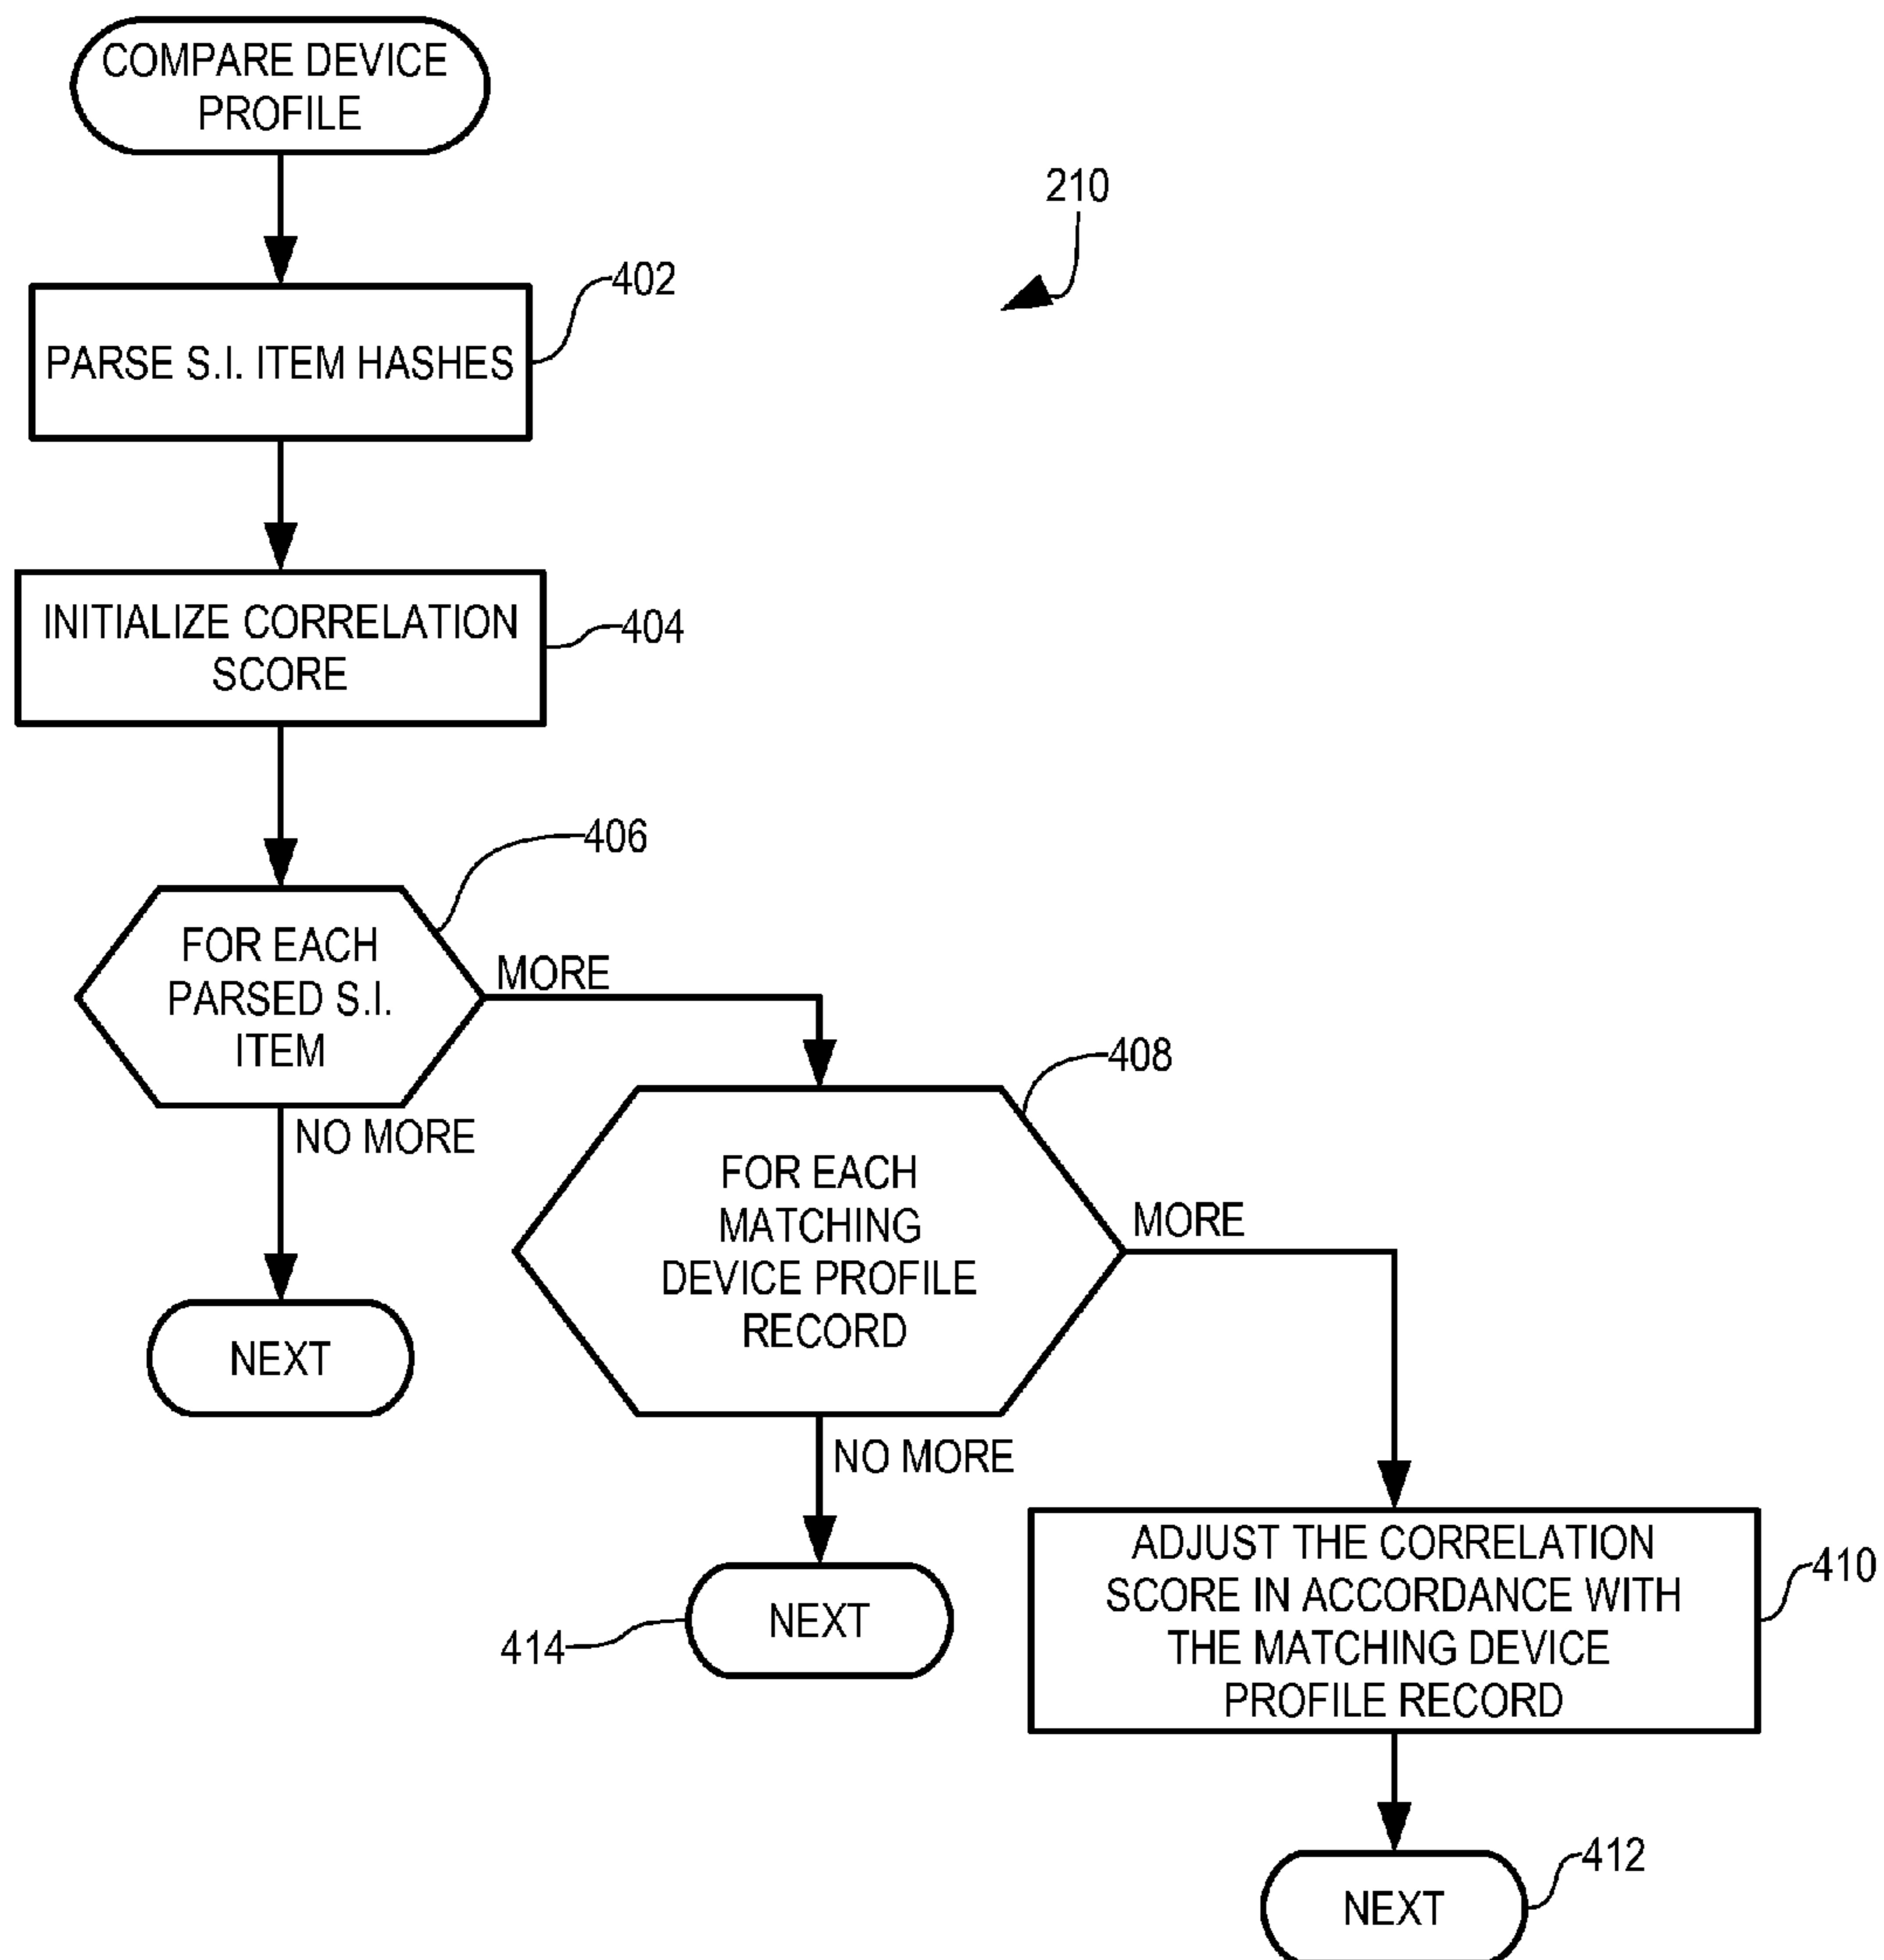 COMPARE DEVICE
PROFILE
210
402
PARSE S.I. ITEM HASHES
INITIALIZE CORRELATION
SCORE
404
406
FOR EACH
PARSED S.I.
ITEM
MORE
NO MORE
NEXT
408
FOR EACH
MATCHING
DEVICE PROFILE
RECORD
MORE
NO MORE
414
NEXT
ADJUST THE CORRELATION
SCORE IN ACCORDANCE WITH
THE MATCHING DEVICE
PROFILE RECORD
410
412
NEXT